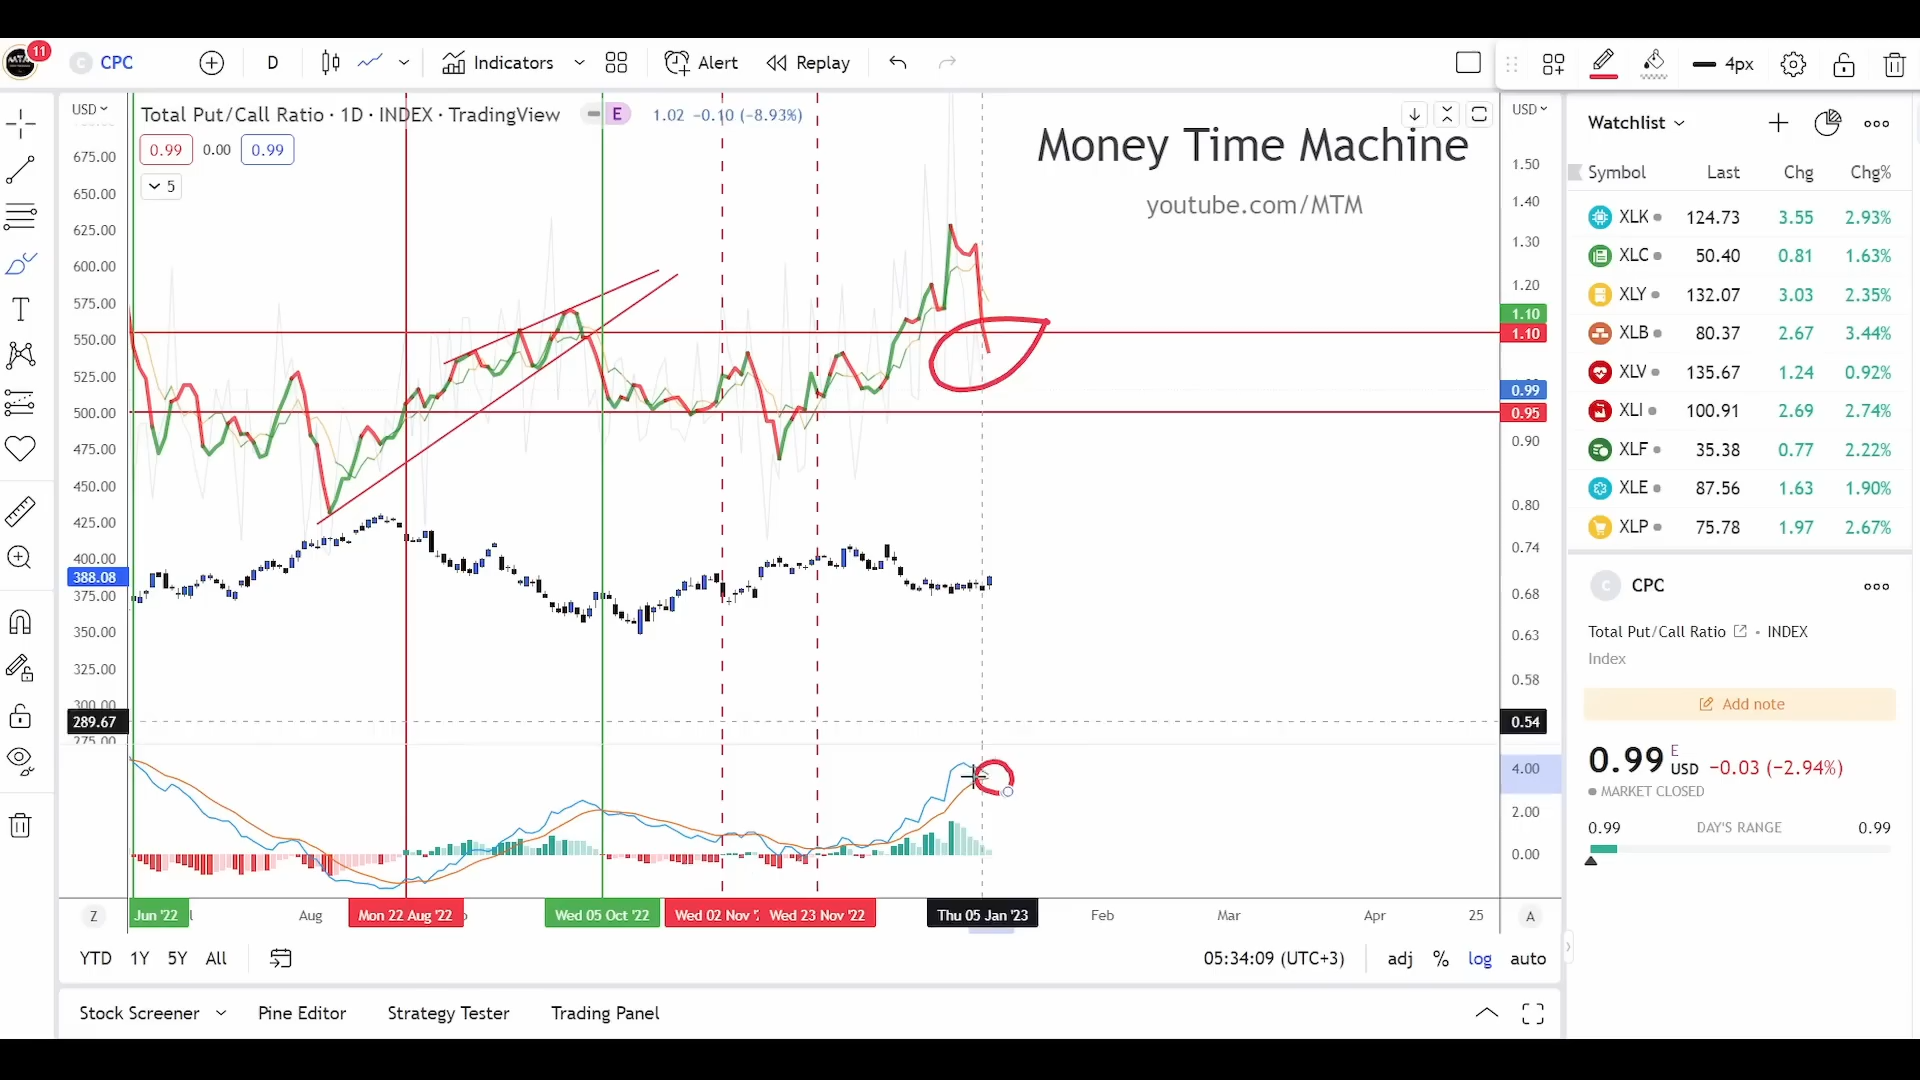 11
CPC
D
Indicators
Alert
Replay
4px
USD
Total Put/Call Ratio · 1D · INDEX · TradingView
E
1.02 −0.10 (−8.93%)
0.99
0.00
0.99
5
Money Time Machine
youtube.com/MTM
675.00
650.00
625.00
600.00
575.00
550.00
525.00
500.00
475.00
450.00
425.00
400.00
388.08
375.00
350.00
325.00
300.00
289.67
275.00
USD
1.50
1.40
1.30
1.20
1.10
1.10
0.99
0.95
0.90
0.80
0.74
0.68
0.63
0.58
0.54
4.00
2.00
0.00
Z
Jun '22
Aug
Mon 22 Aug '22
Wed 05 Oct '22
Wed 02 Nov '
Wed 23 Nov '22
Thu 05 Jan '23
Feb
Mar
Apr
25
A
YTD 1Y 5Y All
05:34:09 (UTC+3)
adj % log auto
Stock Screener
Pine Editor
Strategy Tester
Trading Panel
Watchlist
Symbol Last Chg Chg%
XLK 124.73 3.55 2.93%
XLC 50.40 0.81 1.63%
XLY 132.07 3.03 2.35%
XLB 80.37 2.67 3.44%
XLV 135.67 1.24 0.92%
XLI 100.91 2.69 2.74%
XLF 35.38 0.77 2.22%
XLE 87.56 1.63 1.90%
XLP 75.78 1.97 2.67%
C CPC
Total Put/Call Ratio • INDEX
Index
Add note
0.99 E USD −0.03 (−2.94%)
MARKET CLOSED
0.99 DAY'S RANGE 0.99